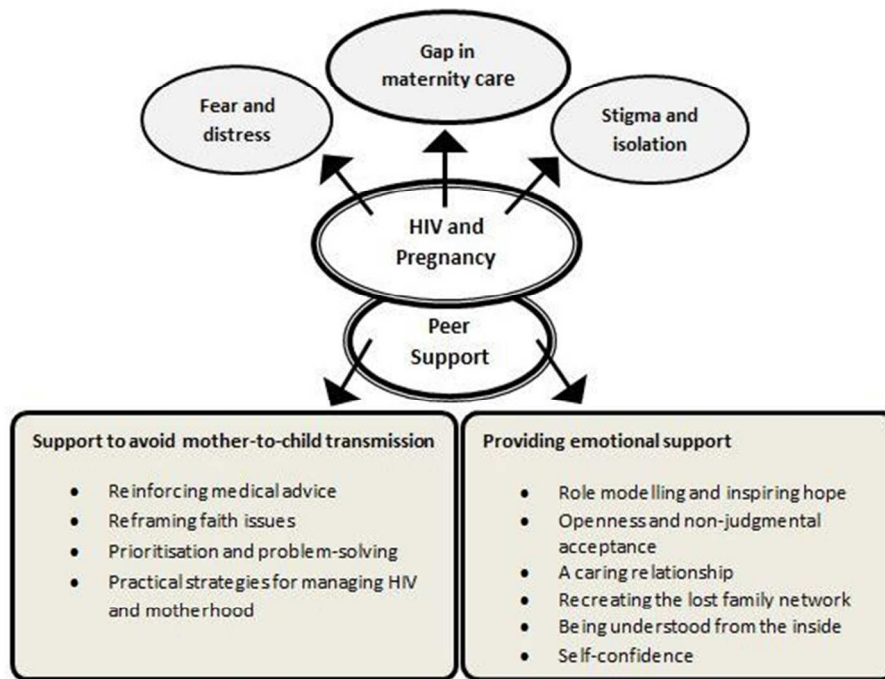 Gap in
maternity care
Fear and
distress
Stigma and
isolation
HIV and
Pregnancy
Peer
Support
Support to avoid mother-to-child transmission
• Reinforcing medical advice
• Reframing faith issues
• Prioritisation and problem-solving
• Practical strategies for managing HIV
and motherhood
Providing emotional support
• Role modelling and inspiring hope
• Openness and non-judgmental
acceptance
• A caring relationship
• Recreating the lost family network
• Being understood from the inside
• Self-confidence